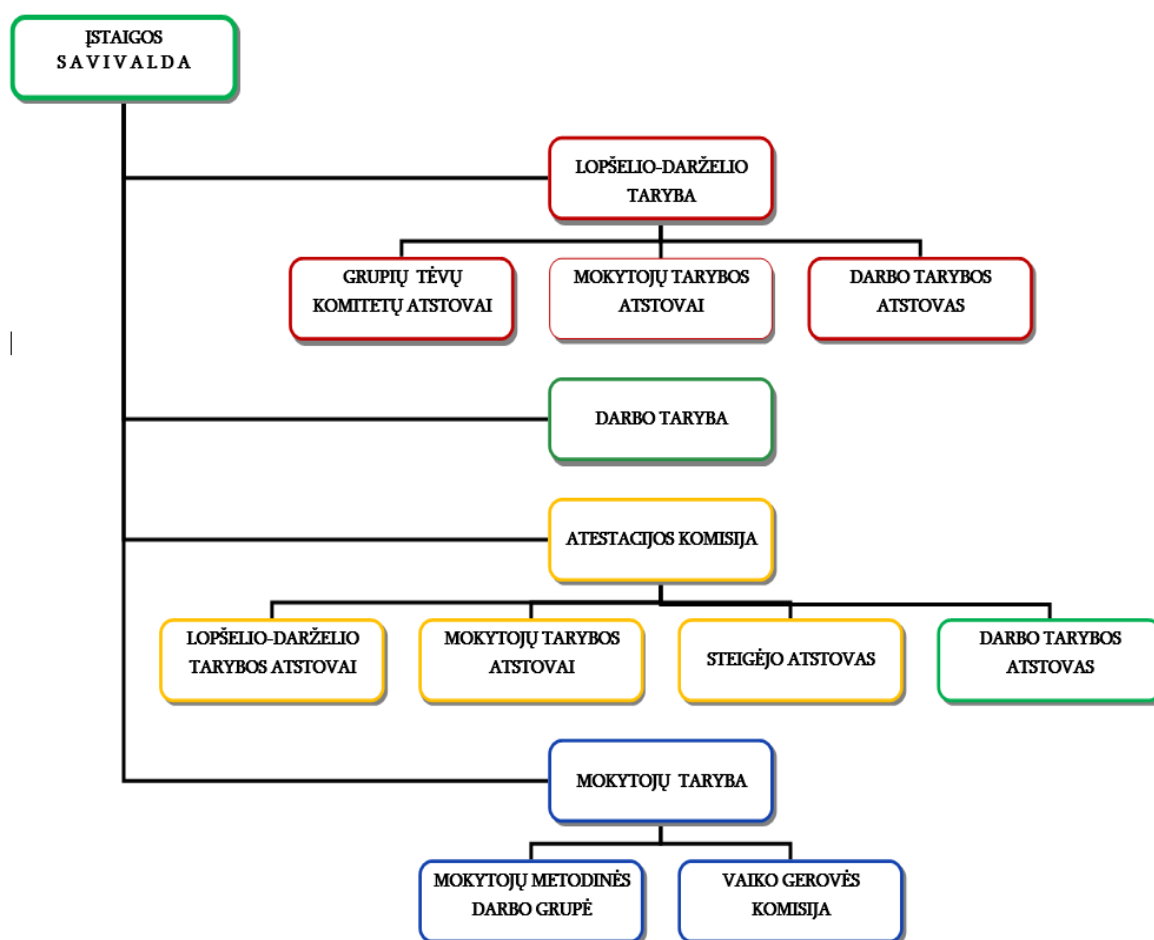 ĮSTAIGOS
S A V I V A L D A
LOPŠELIO-DARŽELIO
TARYBA
GRUPIŲ TĖVŲ
KOMITETŲ ATSTOVAI
MOKYTOJŲ TARYBOS
ATSTOVAI
DARBO TARYBOS
ATSTOVAS
DARBO TARYBA
ATESTACIJOS KOMISIJA
LOPŠELIO-DARŽELIO
TARYBOS ATSTOVAI
MOKYTOJŲ TARYBOS
ATSTOVAI
STEIGĖJO ATSTOVAS
DARBO TARYBOS
ATSTOVAS
MOKYTOJŲ TARYBA
MOKYTOJŲ METODINĖS
DARBO GRUPĖ
VAIKO GEROVĖS
KOMISIJA